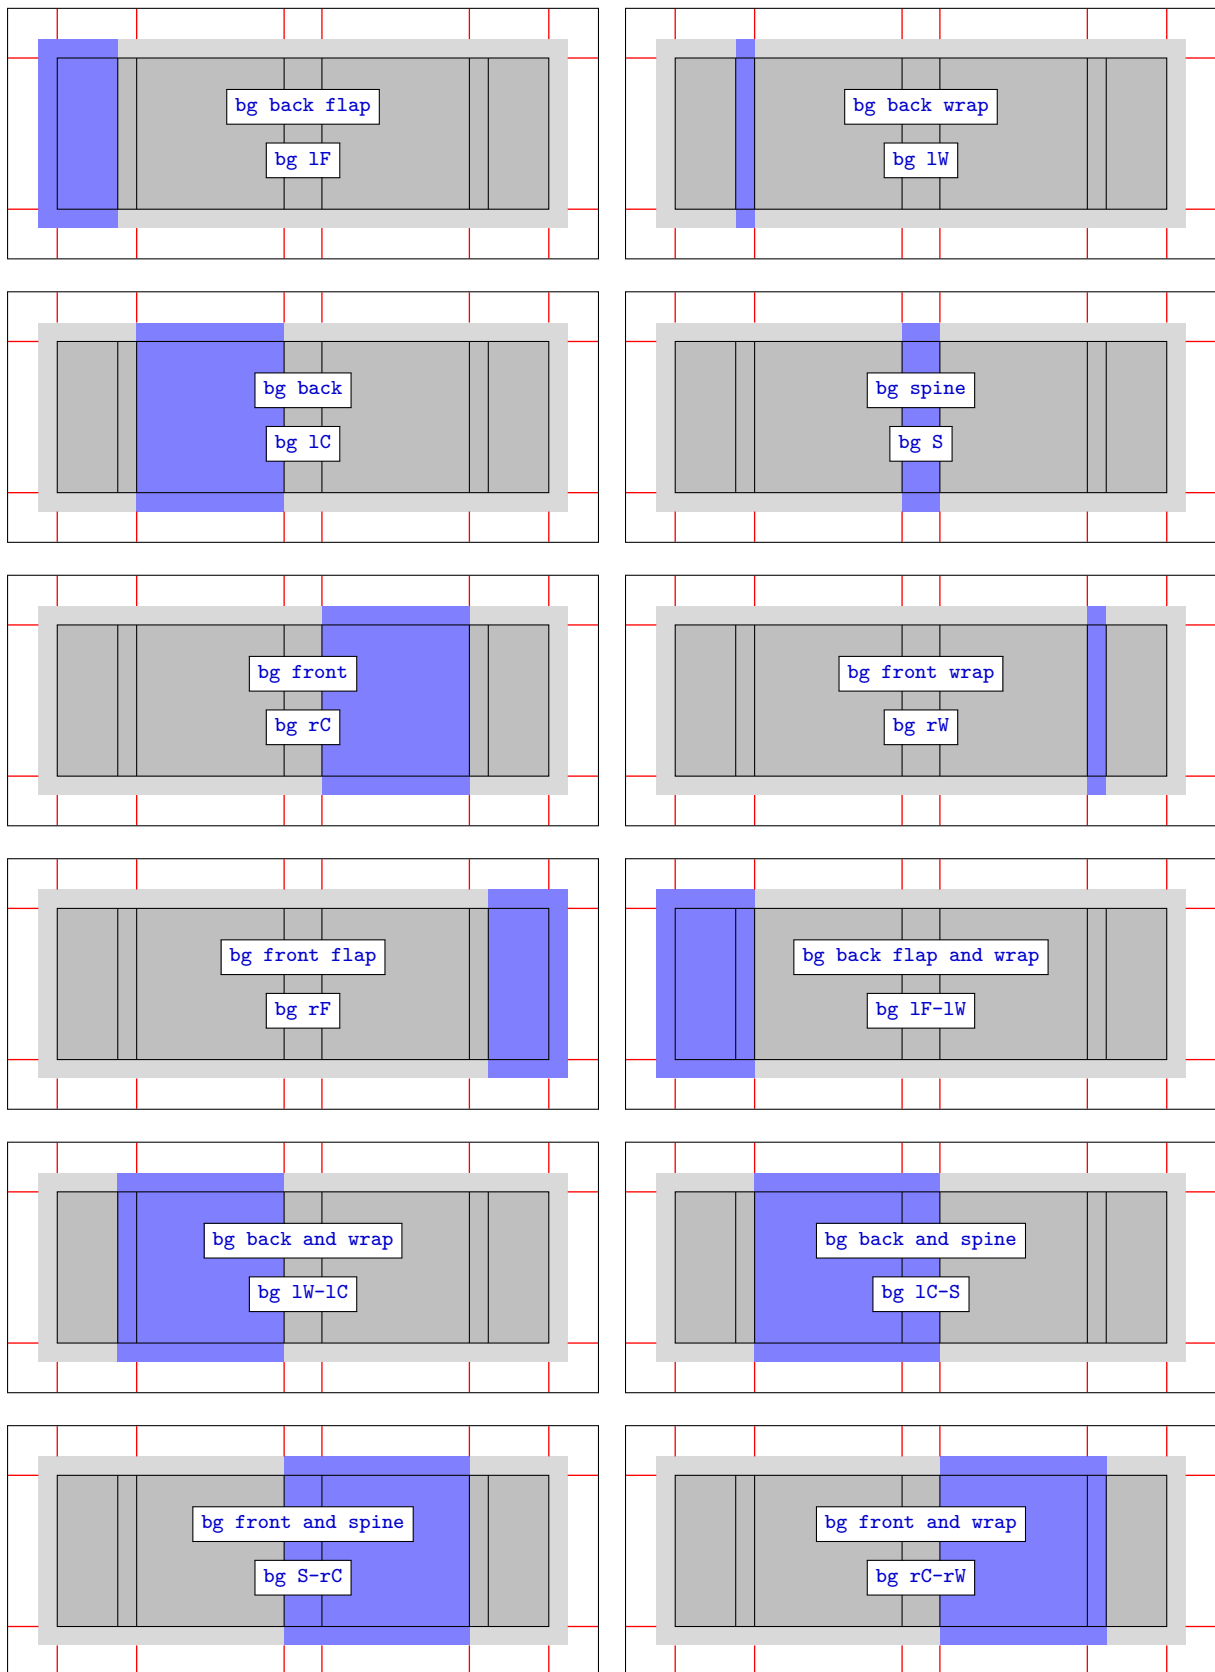 bg back flap
bg lF
bg back wrap
bg lW
bg back
bg lC
bg spine
bg S
bg front
bg rC
bg front wrap
bg rW
bg front flap
bg rF
bg back flap and wrap
bg lF-lW
bg back and wrap
bg lW-lC
bg back and spine
bg lC-S
bg front and spine
bg S-rC
bg front and wrap
bg rC-rW